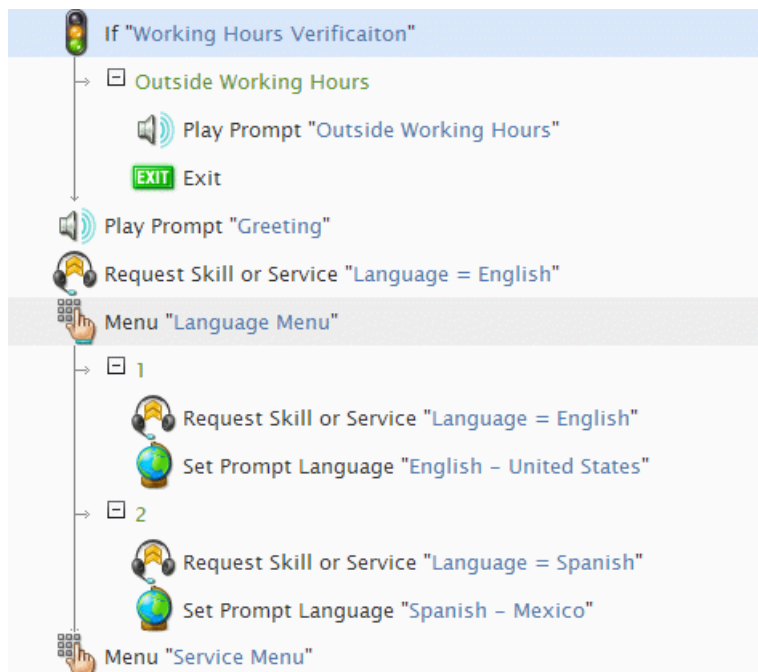 If "Working Hours Verificaiton"
Outside Working Hours
Play Prompt "Outside Working Hours"
EXIT Exit
Play Prompt "Greeting"
Request Skill or Service "Language = English"
Menu "Language Menu"
1
Request Skill or Service "Language = English"
Set Prompt Language "English – United States"
2
Request Skill or Service "Language = Spanish"
Set Prompt Language "Spanish – Mexico"
Menu "Service Menu"